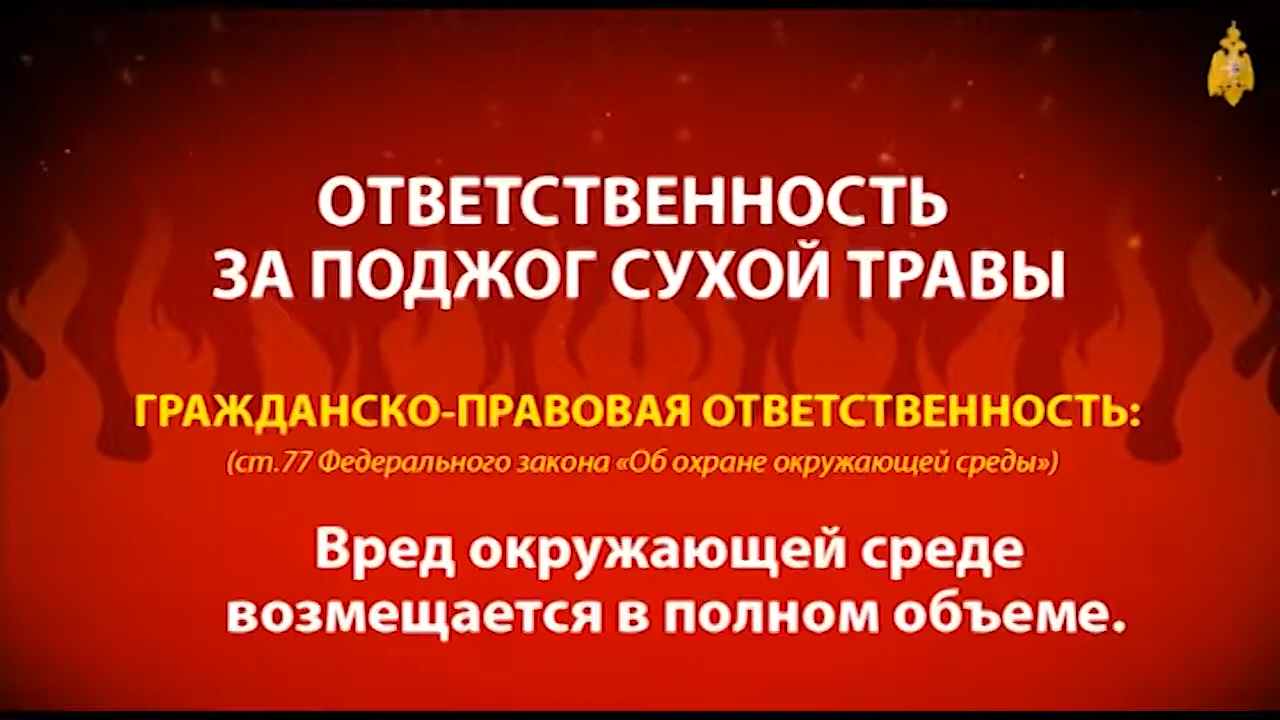 ОТВЕТСТВЕННОСТЬ
ЗА ПОДЖОГ СУХОЙ ТРАВЫ
ГРАЖДАНСКО-ПРАВОВАЯ ОТВЕТСТВЕННОСТЬ:
(ст.77 Федерального закона «Об охране окружающей среды»)
Вред окружающей среде
возмещается в полном объеме.